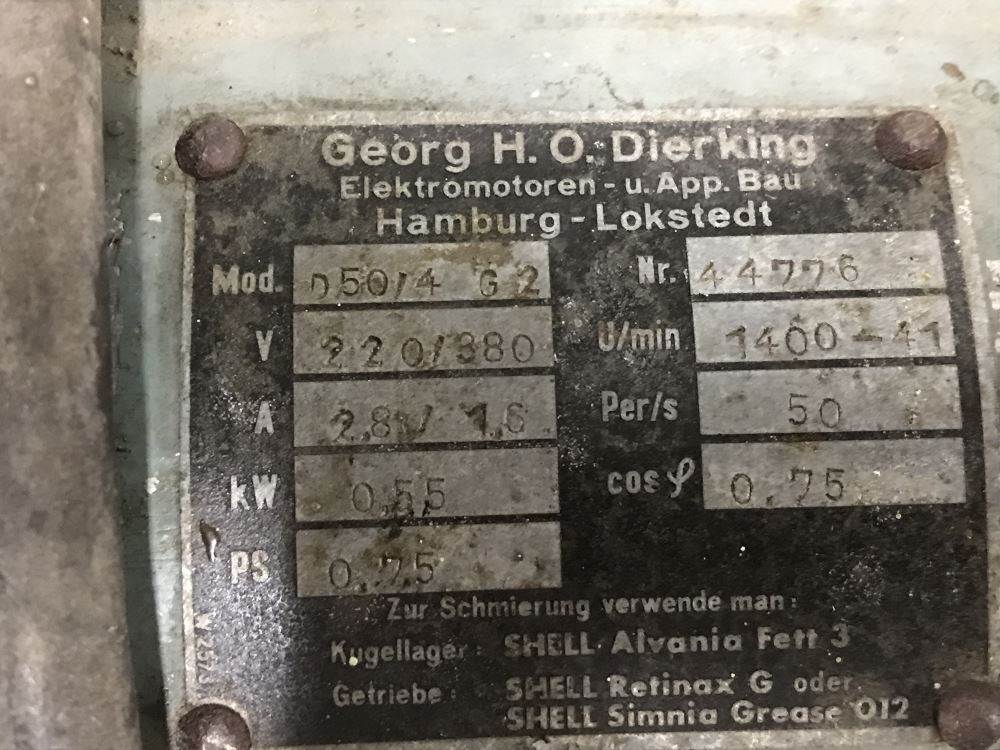 Georg H. O. Dierking
Elektromotoren - u. App. Bau
Hamburg - Lokstedt
Mod. D50/4 G2 Nr. 44776
V 220/380 U/min 1400-41
A 2.8/ 1.6 Per/s 50
kW 0.55 cos φ 0.75
PS 0.75
Zur Schmierung verwende man:
Kugellager: SHELL Alvania Fett 3
Getriebe: SHELL Retinax G oder
SHELL Simnia Grease 012